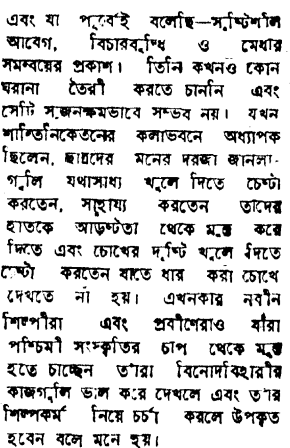 এবং যা পূর্বেই বলেছি—সৃষ্টিশীল
আবেগ, বিচারবুদ্ধি ও মেধার
সমন্বয়ের প্রকাশ। তিনি কখনও কোন
ঘরানা তৈরী করতে চাননি এবং
সেটি সৃজনক্ষমভাবে সম্ভব নয়। যখন
শান্তিনিকেতনের কলাভবনে অধ্যাপক
ছিলেন, ছাত্রদের মনের দরজা জানলা-
গুলি যথাসাধ্য খুলে দিতে চেষ্টা
করতেন, সাহায্য করতেন তাদের
হাতকে আড়ষ্টতা থেকে মুক্ত করে
দিতে এবং চোখের দৃষ্টি খুলে দিতে
চেষ্টা করতেন যাতে ধার করা চোখে
দেখতে না হয়। এখনকার নবীন
শিল্পীরা এবং প্রবীণেরাও যাঁরা
পশ্চিমী সংস্কৃতির চাপ থেকে মুক্ত
হতে চাচ্ছেন তাঁরা বিনোদবিহারীর
কাজগুলি ভাল করে দেখলে এবং তাঁর
শিল্পকর্ম নিয়ে চর্চা করলে উপকৃত
হবেন বলে মনে হয়।